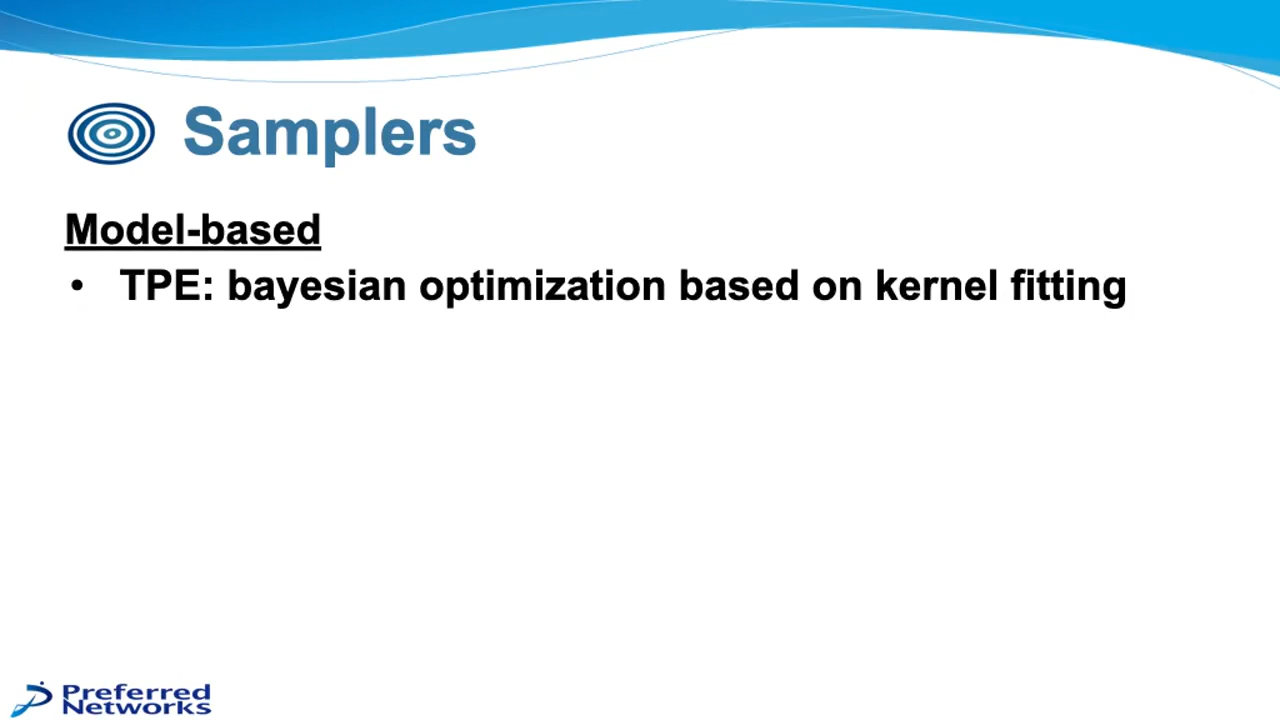 Samplers
Model-based
• TPE: bayesian optimization based on kernel fitting
Preferred
Networks